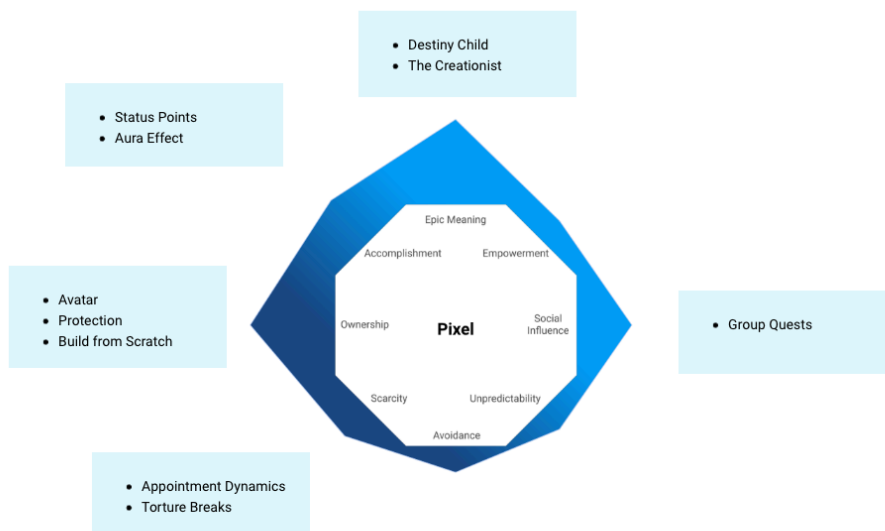 • Destiny Child
• The Creationist
• Status Points
• Aura Effect
Epic Meaning
Accomplishment
Empowerment
• Avatar
• Protection
• Build from Scratch
Ownership
Pixel
Social
Influence
• Group Quests
Scarcity
Unpredictability
Avoidance
• Appointment Dynamics
• Torture Breaks